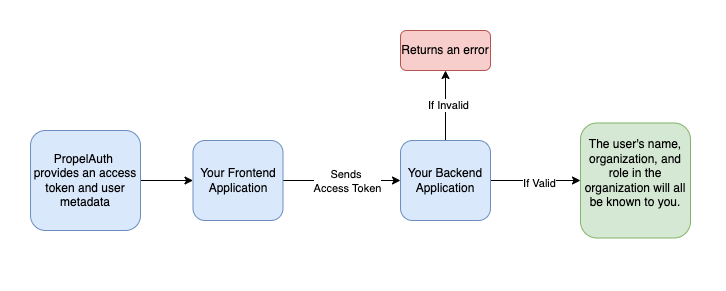 Returns an error
If Invalid
PropelAuth
provides an access
token and user
metadata
Your Frontend
Application
Sends
Access Token
Your Backend
Application
If Valid
The user's name,
organization, and
role in the
organization will all
be known to you.